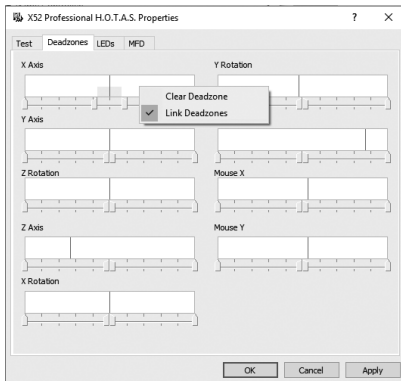 X52 Professional H.O.T.A.S. Properties
? ×
Test Deadzones LEDs MFD
X Axis Y Rotation
Clear Deadzone
✓ Link Deadzones
Y Axis
Z Rotation Mouse X
Z Axis Mouse Y
X Rotation
OK Cancel Apply